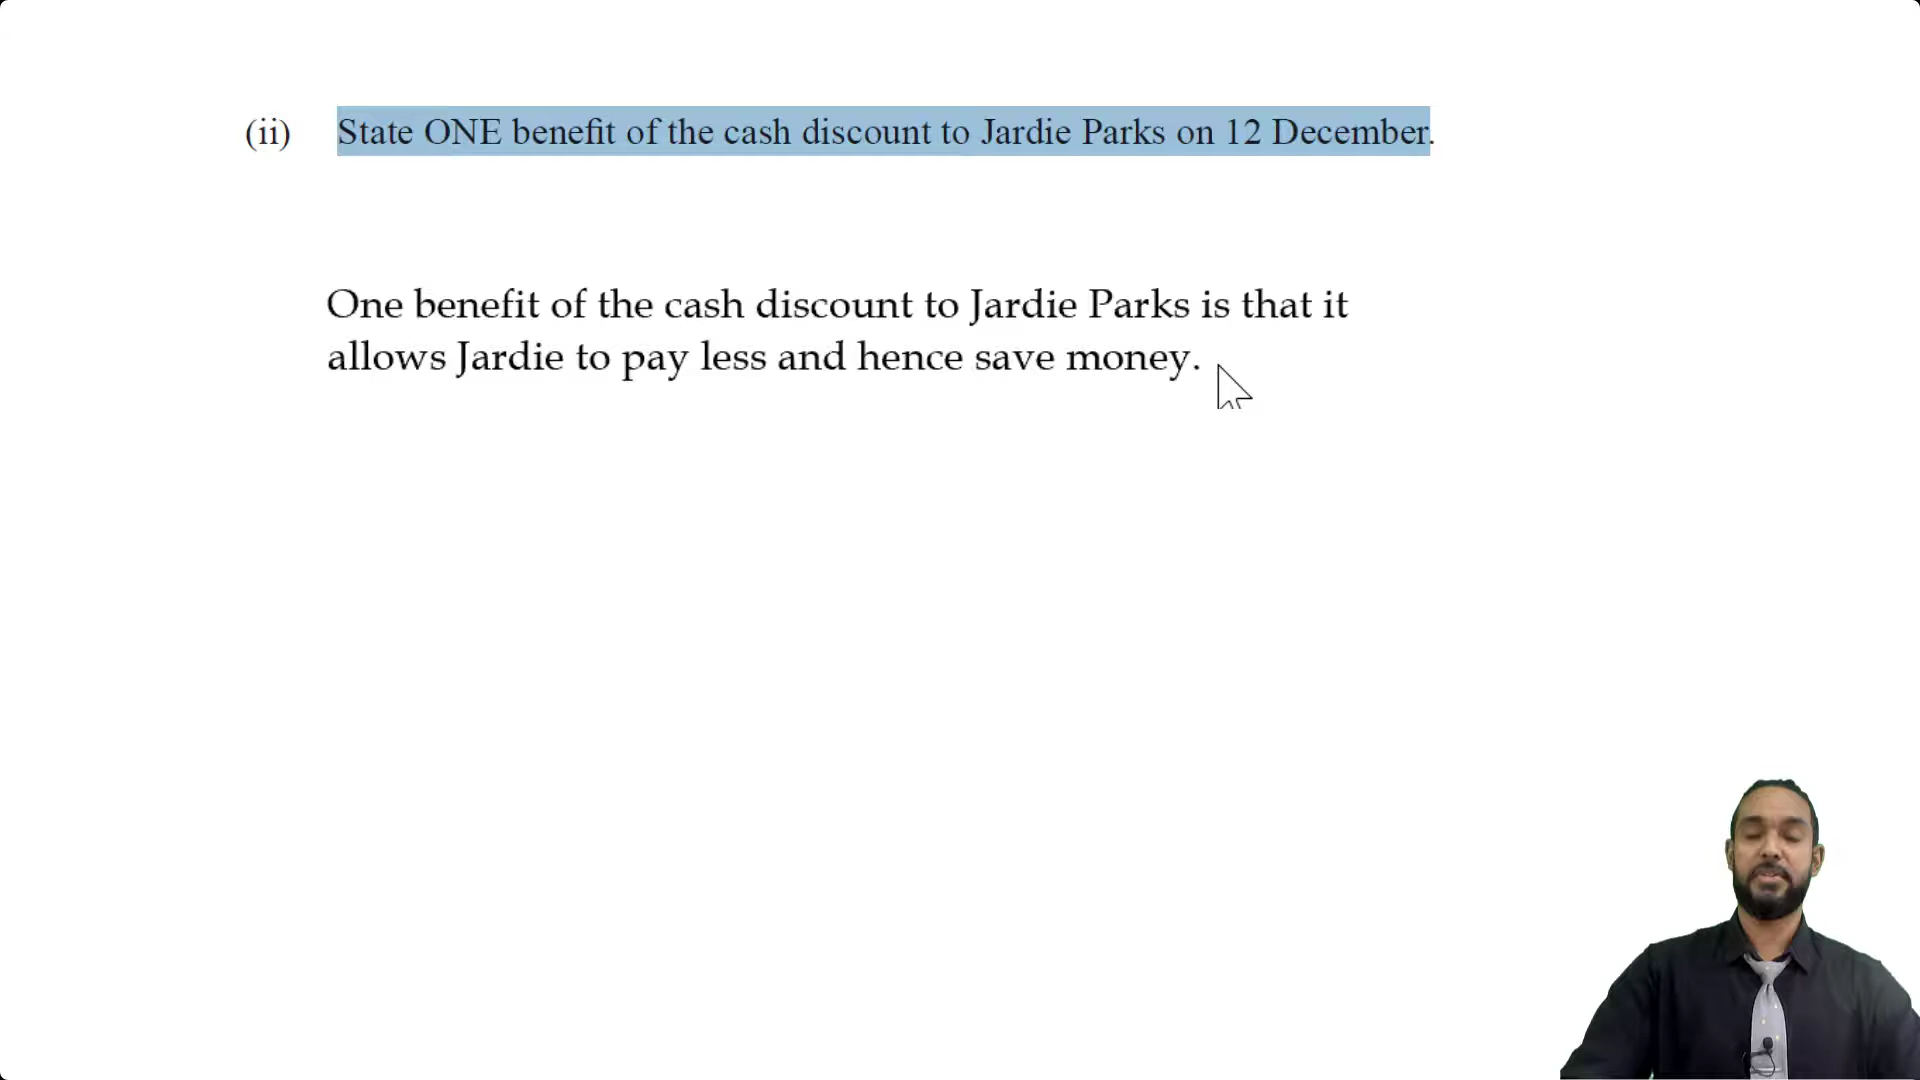 (ii) State ONE benefit of the cash discount to Jardie Parks on 12 December.
One benefit of the cash discount to Jardie Parks is that it
allows Jardie to pay less and hence save money.